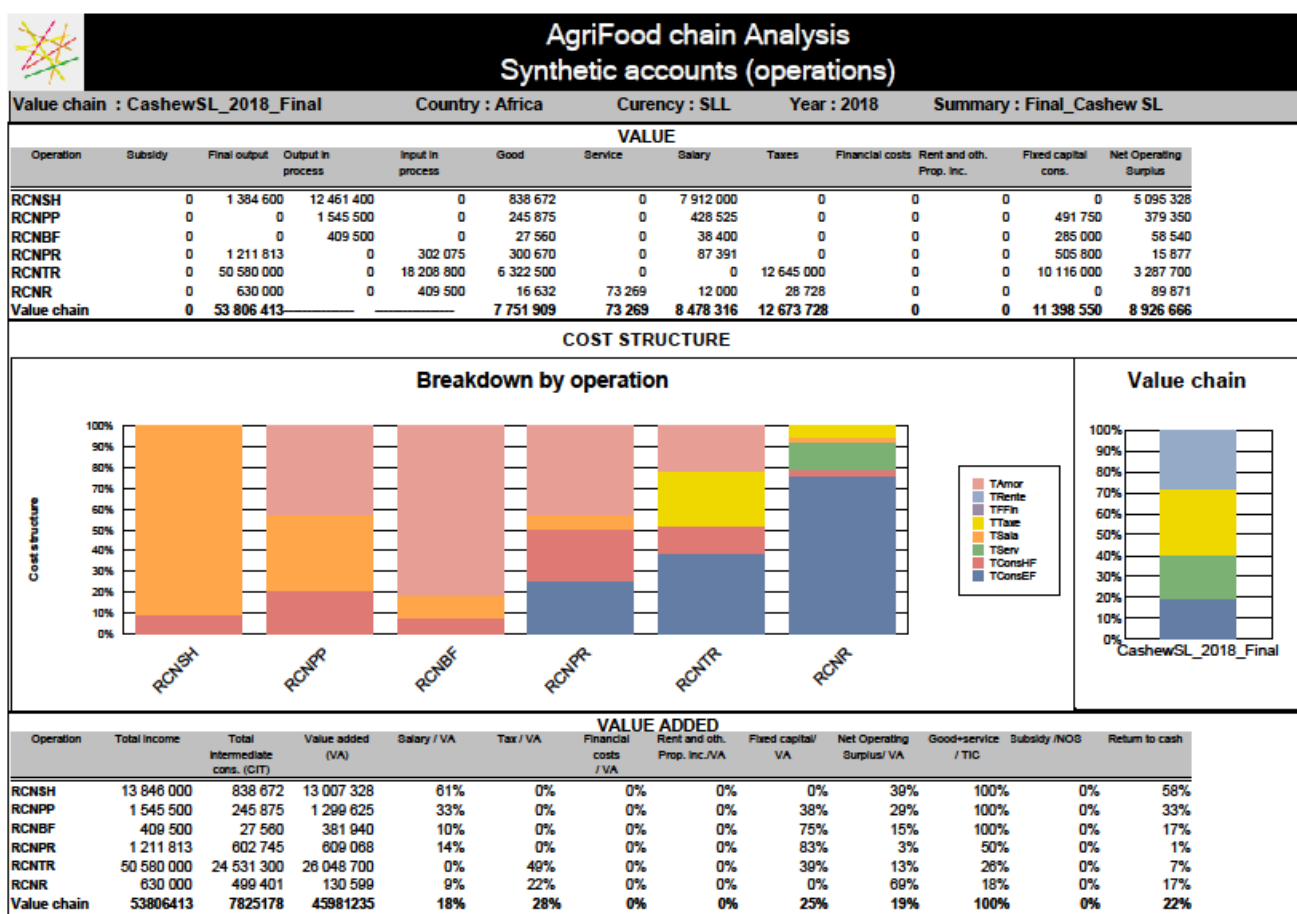 AgriFood chain Analysis
Synthetic accounts (operations)
Value chain : CashewSL_2018_Final Country : Africa Curency : SLL Year : 2018 Summary : Final_Cashew SL
VALUE
Operation Subsidy Final output Output in process Input in process Good Service Salary Taxes Financial costs Rent and oth. Prop. Inc. Fixed capital cons. Net Operating Surplus
RCNSH 0 1 384 600 12 461 400 0 838 672 0 7 912 000 0 0 0 0 5 095 328
RCNPP 0 0 1 545 500 0 245 875 0 428 525 0 0 0 491 750 379 350
RCNBF 0 0 409 500 0 27 560 0 38 400 0 0 0 285 000 58 540
RCNPR 0 1 211 813 0 302 075 300 670 0 87 391 0 0 0 505 800 15 877
RCNTR 0 50 580 000 0 18 208 800 6 322 500 0 0 12 645 000 0 0 10 116 000 3 287 700
RCNR 0 630 000 0 409 500 16 632 73 269 12 000 28 728 0 0 0 89 871
Value chain 0 53 806 413 ---------------- ---------------- 7 751 909 73 269 8 478 316 12 673 728 0 0 11 398 550 8 926 666
COST STRUCTURE
Breakdown by operation
Cost structure
100%
90%
80%
70%
60%
50%
40%
30%
20%
10%
0%
RCNSH RCNPP RCNBF RCNPR RCNTR RCNR
TAmor
TRente
TFFin
TTaxe
TSala
TServ
TConsHF
TConsEF
Value chain
100%
90%
80%
70%
60%
50%
40%
30%
20%
10%
0%
CashewSL_2018_Final
VALUE ADDED
Operation Total Income Total Intermediate cons. (CIT) Value added (VA) Salary / VA Tax / VA Financial costs / VA Rent and oth. Prop. Inc./VA Fixed capital/ VA Net Operating Surplus/ VA Good+service / TIC Subsidy /NOS Return to cash
RCNSH 13 846 000 838 672 13 007 328 61% 0% 0% 0% 0% 39% 100% 0% 58%
RCNPP 1 545 500 245 875 1 299 625 33% 0% 0% 0% 38% 29% 100% 0% 33%
RCNBF 409 500 27 560 381 940 10% 0% 0% 0% 75% 15% 100% 0% 17%
RCNPR 1 211 813 602 745 609 068 14% 0% 0% 0% 83% 3% 50% 0% 1%
RCNTR 50 580 000 24 531 300 26 048 700 0% 49% 0% 0% 39% 13% 26% 0% 7%
RCNR 630 000 499 401 130 599 9% 22% 0% 0% 0% 69% 18% 0% 17%
Value chain 53806413 7825178 45981235 18% 28% 0% 0% 25% 19% 100% 0% 22%